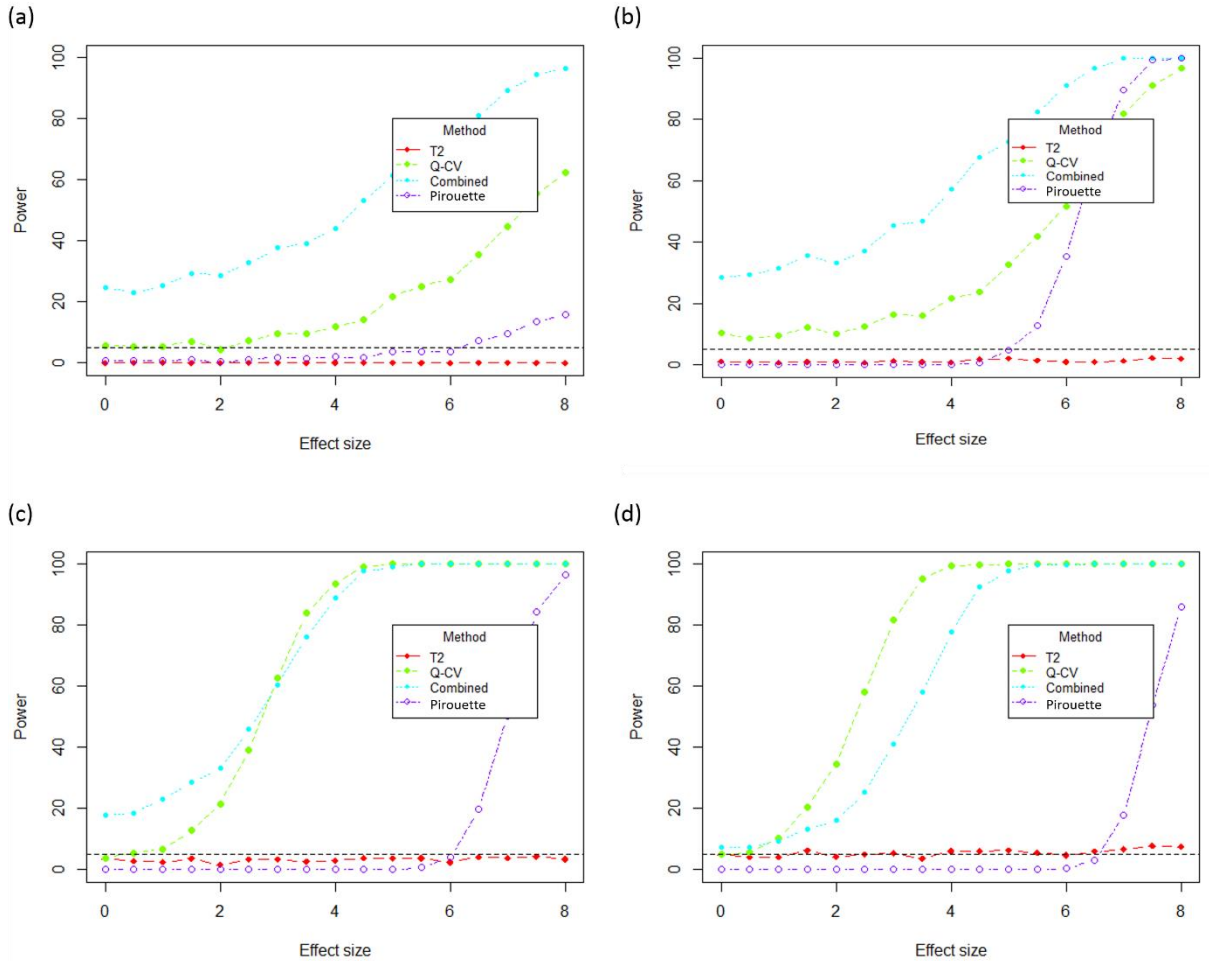 (a)
100
80
60
40
20
0
Power
Method
T2
Q-CV
Combined
Pirouette
0 2 4 6 8
Effect size
(b)
100
80
60
40
20
0
Power
Method
T2
Q-CV
Combined
Pirouette
0 2 4 6 8
Effect size
(c)
100
80
60
40
20
0
Power
Method
T2
Q-CV
Combined
Pirouette
0 2 4 6 8
Effect size
(d)
100
80
60
40
20
0
Power
Method
T2
Q-CV
Combined
Pirouette
0 2 4 6 8
Effect size